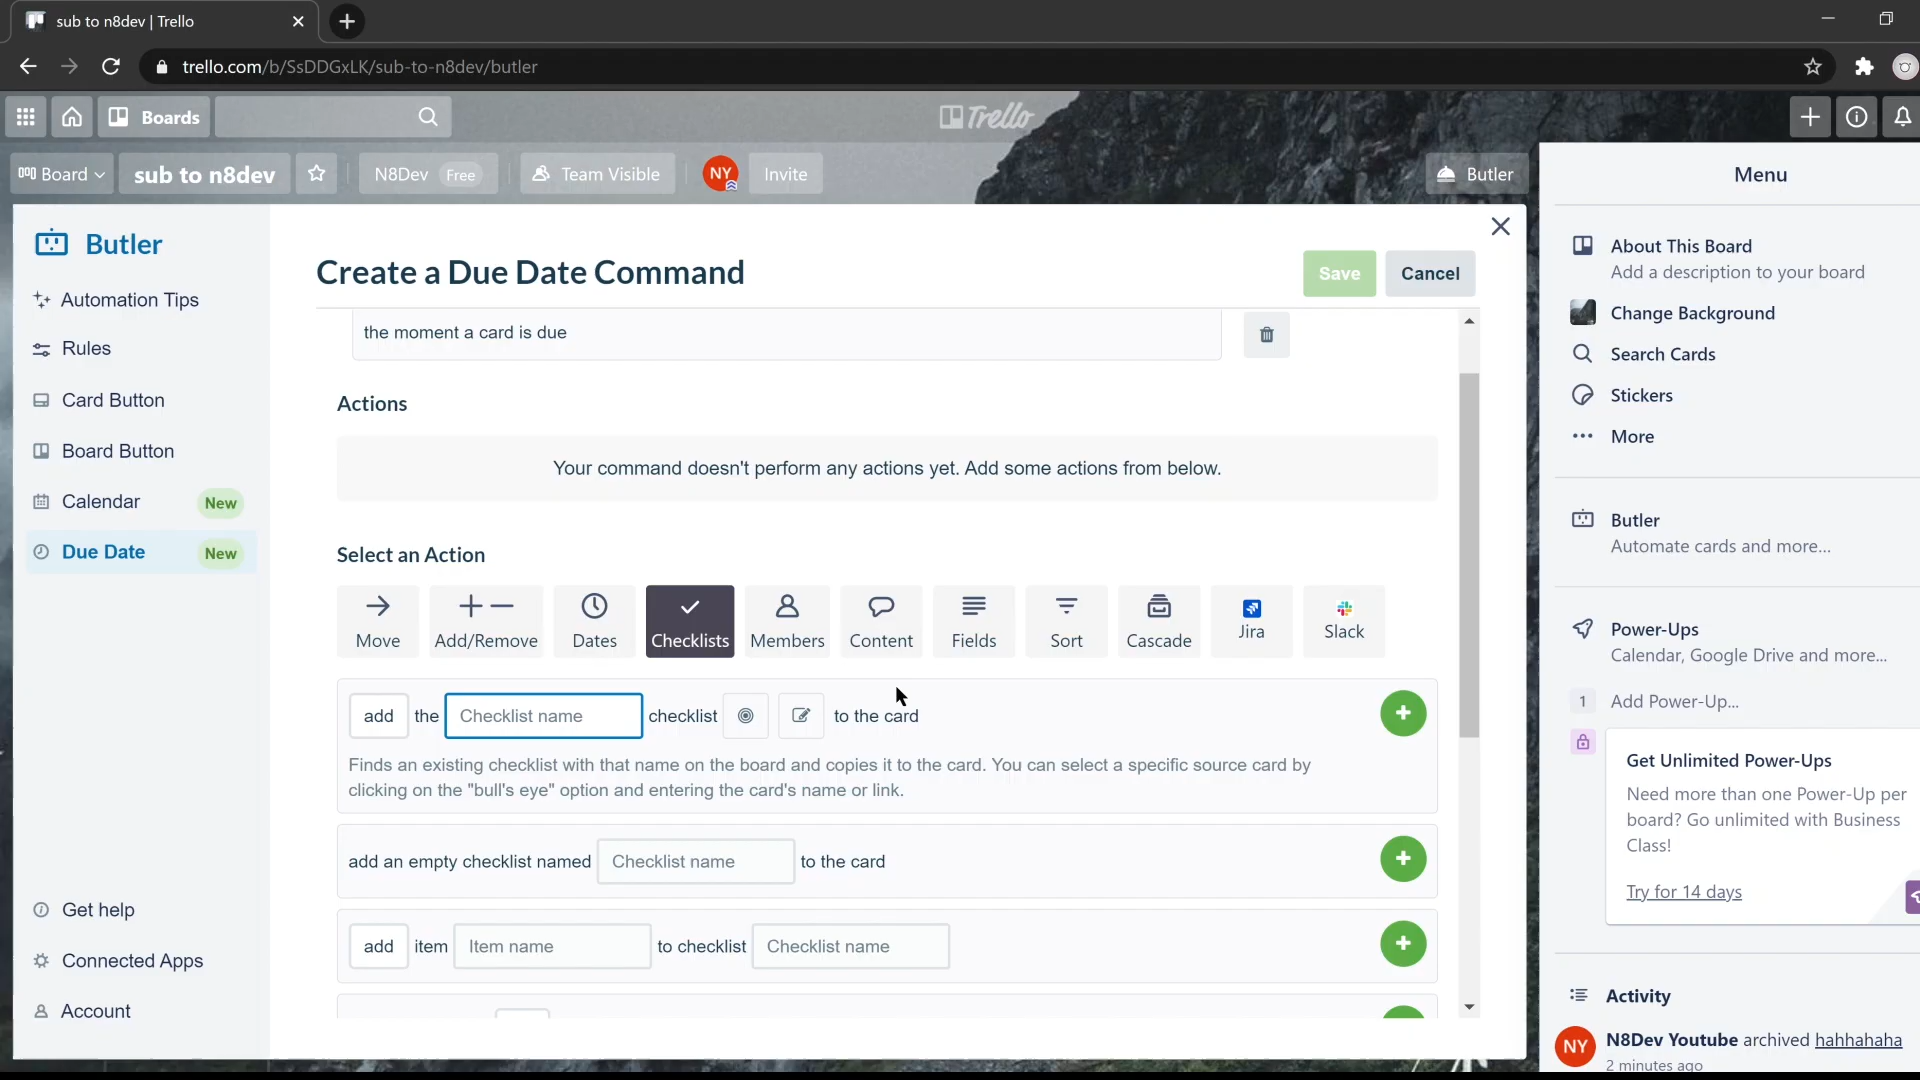 sub to n8dev | Trello
trello.com/b/SsDDGxLK/sub-to-n8dev/butler
Boards
Trello
Board
sub to n8dev
N8Dev Free
Team Visible
NY
Invite
Butler
Menu
Butler
Automation Tips
Rules
Card Button
Board Button
Calendar New
Due Date New
Get help
Connected Apps
Account
Create a Due Date Command
Save
Cancel
the moment a card is due
Actions
Your command doesn't perform any actions yet. Add some actions from below.
Select an Action
Move
Add/Remove
Dates
Checklists
Members
Content
Fields
Sort
Cascade
Jira
Slack
add the Checklist name checklist to the card
Finds an existing checklist with that name on the board and copies it to the card. You can select a specific source card by
clicking on the "bull's eye" option and entering the card's name or link.
add an empty checklist named Checklist name to the card
add item Item name to checklist Checklist name
About This Board
Add a description to your board
Change Background
Search Cards
Stickers
More
Butler
Automate cards and more...
Power-Ups
Calendar, Google Drive and more...
1 Add Power-Up...
Get Unlimited Power-Ups
Need more than one Power-Up per
board? Go unlimited with Business
Class!
Try for 14 days
Activity
NY
N8Dev Youtube archived hahhahaha
2 minutes ago